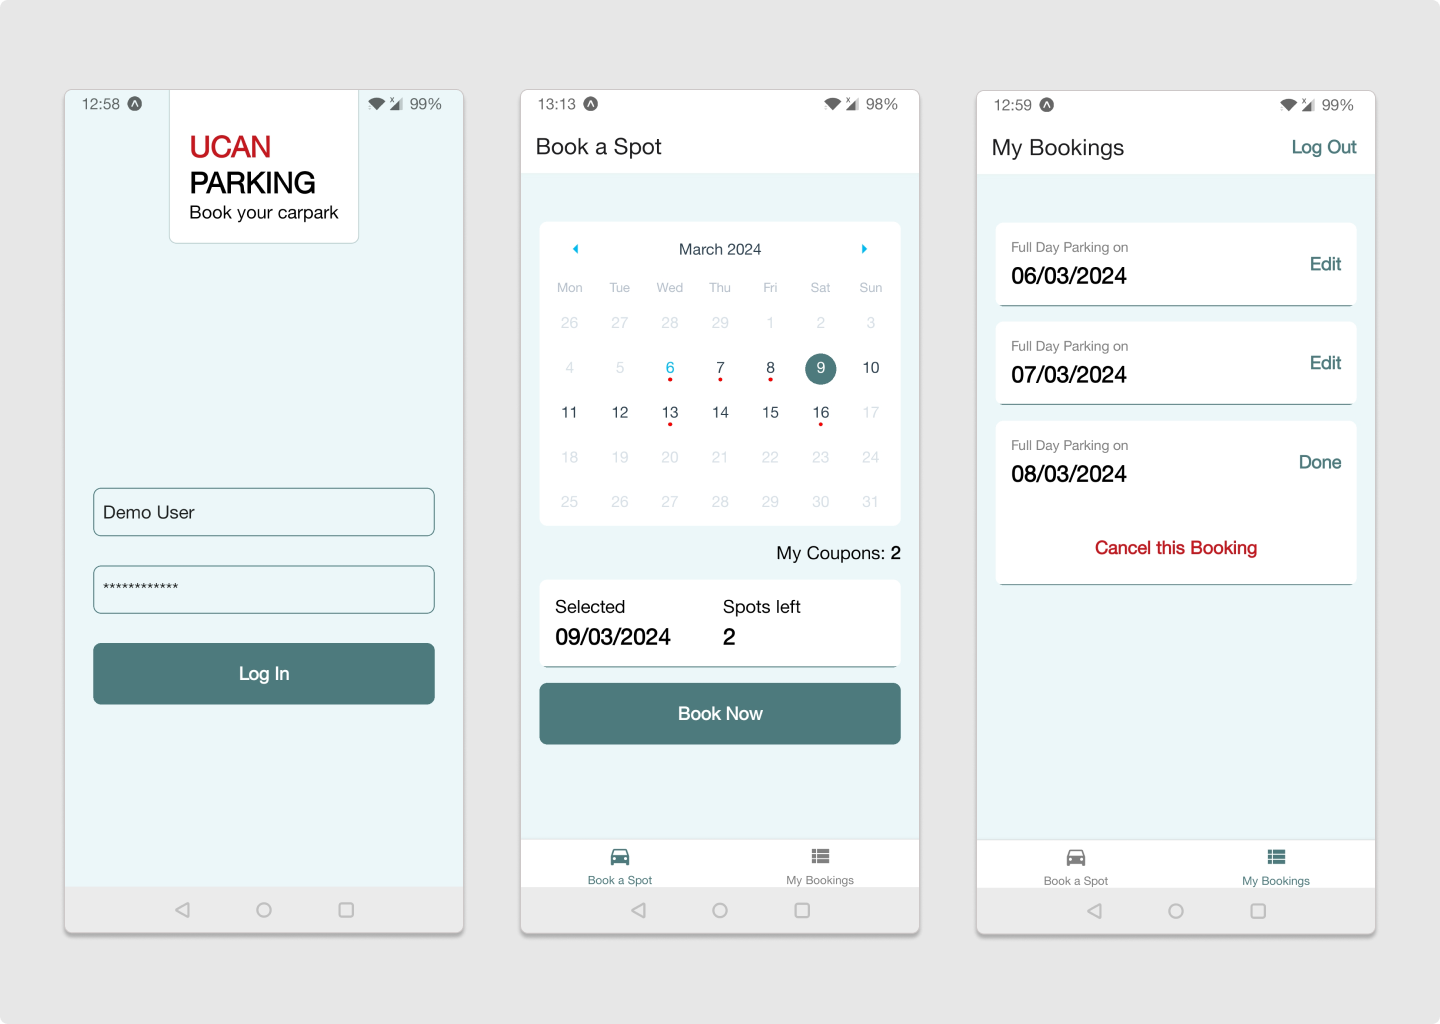 12:58 99%
UCAN
PARKING
Book your carpark
Demo User
************
Log In
13:13 98%
Book a Spot
March 2024
Mon Tue Wed Thu Fri Sat Sun
26 27 28 29 1 2 3
4 5 6 7 8 9 10
11 12 13 14 15 16 17
18 19 20 21 22 23 24
25 26 27 28 29 30 31
My Coupons: 2
Selected Spots left
09/03/2024 2
Book Now
Book a Spot My Bookings
12:59 99%
My Bookings Log Out
Full Day Parking on
06/03/2024 Edit
Full Day Parking on
07/03/2024 Edit
Full Day Parking on
08/03/2024 Done
Cancel this Booking
Book a Spot My Bookings